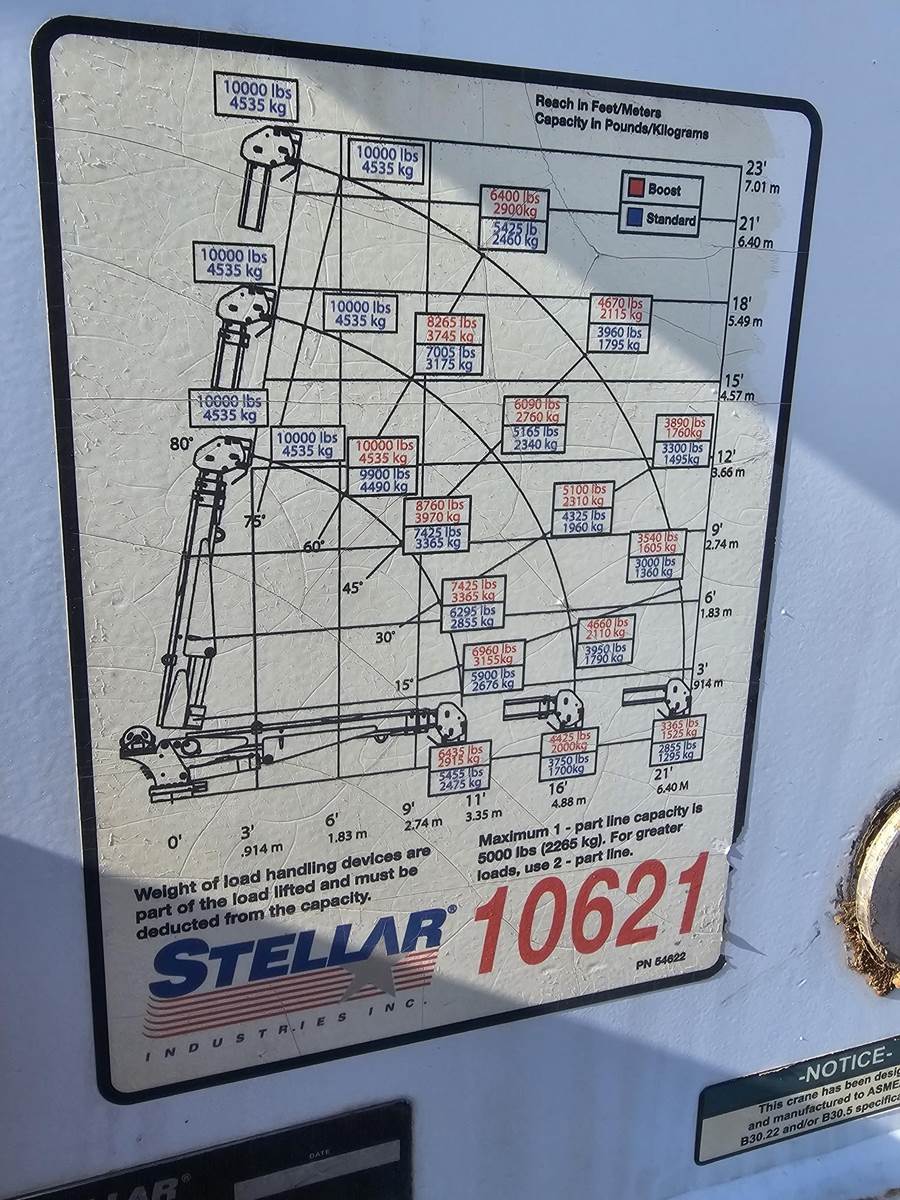 10000 lbs
4535 kg
Reach in Feet/Meters
Capacity in Pounds/Kilograms
10000 lbs
4535 kg
23'
7.01 m
Boost
Standard
6400 lbs
2900kg
5425 lb
2460 kg
21'
6.40 m
10000 lbs
4535 kg
10000 lbs
4535 kg
4670 lbs
2115 kg
3960 lbs
1795 kg
18'
5.49 m
8265 lbs
3745 kg
7005 lbs
3175 kg
15'
4.57 m
10000 lbs
4535 kg
6090 lbs
2760 kg
5165 lbs
2340 kg
80°
10000 lbs
4535 kg
10000 lbs
4535 kg
9900 lbs
4490 kg
3890 lbs
1760kg
3300 lbs
1495kg
12'
3.66 m
8760 lbs
3970 kg
7425 lbs
3365 kg
5100 lbs
2310 kg
4325 lbs
1960 kg
75°
60°
45°
30°
15°
3540 lbs
1605 kg
3000 lbs
1360 kg
9'
2.74 m
7425 lbs
3365 kg
6295 lbs
2855 kg
6'
1.83 m
6960 lbs
3155kg
5900 lbs
2676 kg
4660 lbs
2110 kg
3950 lbs
1790 kg
3'
.914 m
6435 lbs
2915 kg
5455 lbs
2475 kg
4425 lbs
2000kg
3750 lbs
1700kg
3365 lbs
1525 kg
2855 lbs
1295 kg
0'
3'
.914 m
6'
1.83 m
9'
2.74 m
11'
3.35 m
16'
4.88 m
21'
6.40 M
Weight of load handling devices are
part of the load lifted and must be
deducted from the capacity.
Maximum 1 - part line capacity is
5000 lbs (2265 kg). For greater
loads, use 2 - part line.
STELLAR®
INDUSTRIES INC.
10621
PN 54622
-NOTICE-
This crane has been
and manufactured to ASME
B30.22 and/or B30.5
DATE